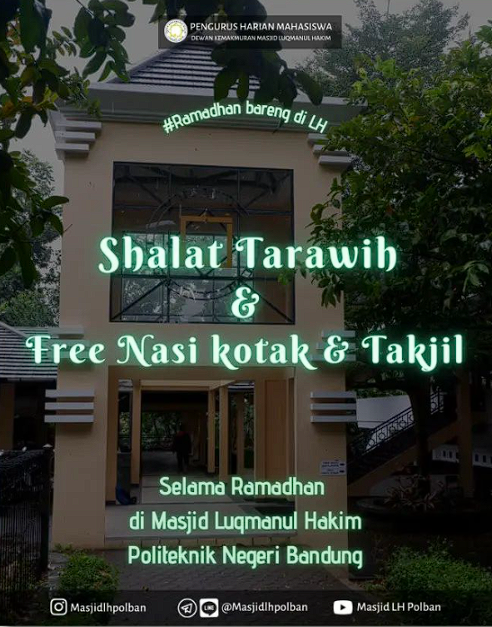 PENGURUS HARIAN MAHASISWA
DEWAN KEMAKMURAN MASJID LUQMANUL HAKIM
#Ramadhan bareng di LH
Shalat Tarawih
&
Free Nasi kotak & Takjil
Selama Ramadhan
di Masjid Luqmanul Hakim
Politeknik Negeri Bandung
Masjidlhpolban
@Masjidlhpolban
Masjid LH Polban